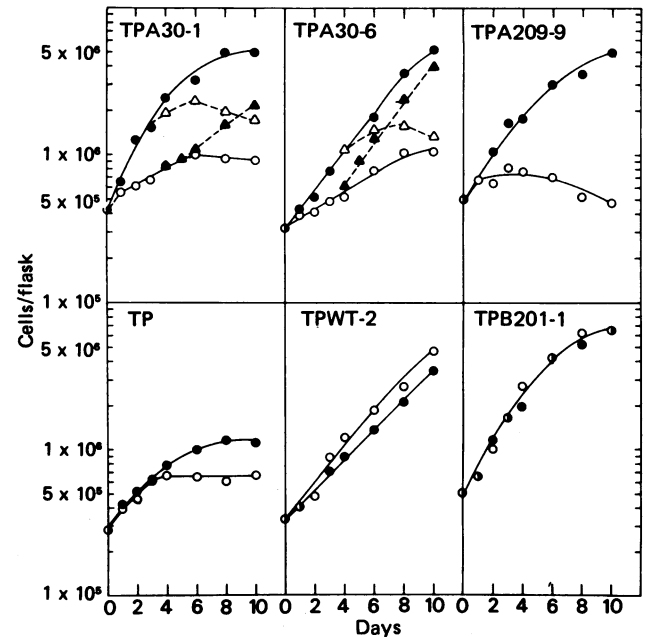 TPA30-1 TPA30-6 TPA209-9
5 x 10⁶
1 x 10⁶
5 x 10⁵
1 x 10⁵
Cells/flask
TP TPWT-2 TPB201-1
5 x 10⁶
1 x 10⁶
5 x 10⁵
1 x 10⁵
0 2 4 6 8 10 0 2 4 6 8 10 0 2 4 6 8 10
Days